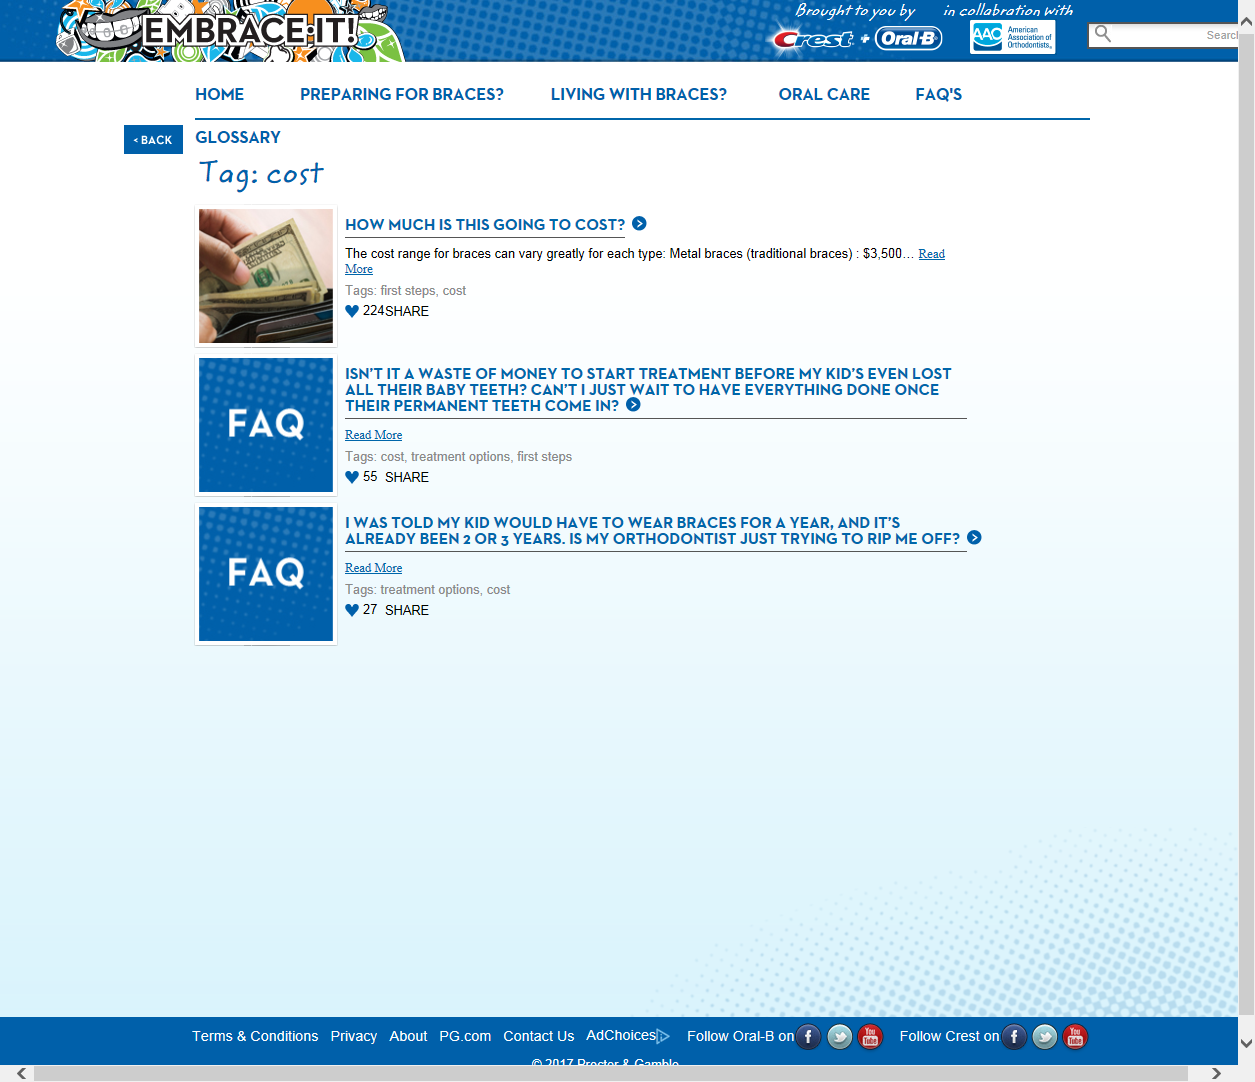 EMBRACE·IT!
Brought to you by in collabration with
Crest + Oral-B AAO American Association of Orthodontists
HOME PREPARING FOR BRACES? LIVING WITH BRACES? ORAL CARE FAQ'S
< BACK GLOSSARY
Tag: cost
HOW MUCH IS THIS GOING TO COST?
The cost range for braces can vary greatly for each type: Metal braces (traditional braces) : $3,500… Read
More
Tags: first steps, cost
224SHARE
FAQ
ISN'T IT A WASTE OF MONEY TO START TREATMENT BEFORE MY KID'S EVEN LOST
ALL THEIR BABY TEETH? CAN'T I JUST WAIT TO HAVE EVERYTHING DONE ONCE
THEIR PERMANENT TEETH COME IN?
Read More
Tags: cost, treatment options, first steps
55 SHARE
FAQ
I WAS TOLD MY KID WOULD HAVE TO WEAR BRACES FOR A YEAR, AND IT'S
ALREADY BEEN 2 OR 3 YEARS. IS MY ORTHODONTIST JUST TRYING TO RIP ME OFF?
Read More
Tags: treatment options, cost
27 SHARE
Terms & Conditions Privacy About PG.com Contact Us AdChoices Follow Oral-B on f You Tube Follow Crest on f You Tube
© 2017 Procter & Gamble